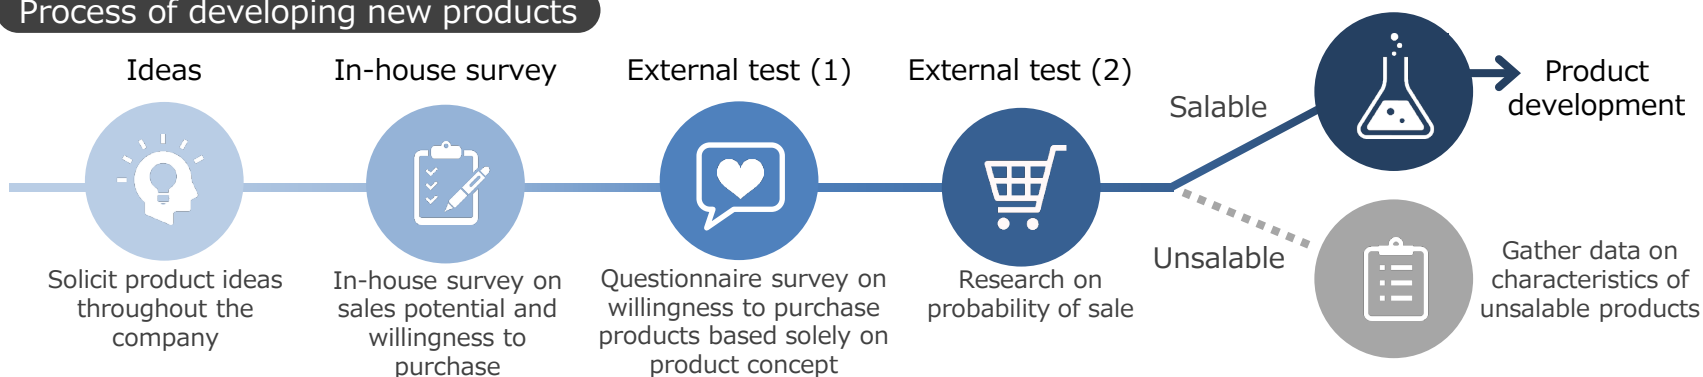 Process of developing new products
Ideas
Solicit product ideas
throughout the
company
In-house survey
In-house survey on
sales potential and
willingness to
purchase
External test (1)
Questionnaire survey on
willingness to purchase
products based solely on
product concept
External test (2)
Research on
probability of sale
Salable
Product
development
Unsalable
Gather data on
characteristics of
unsalable products